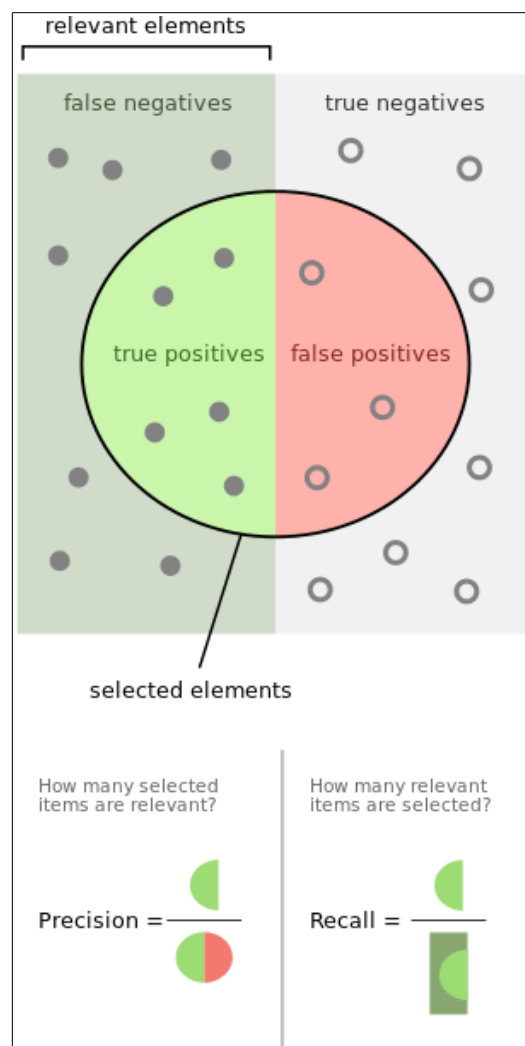 relevant elements
false negatives
true negatives
true positives
false positives
selected elements
How many selected
items are relevant?
How many relevant
items are selected?
Precision =
Recall =